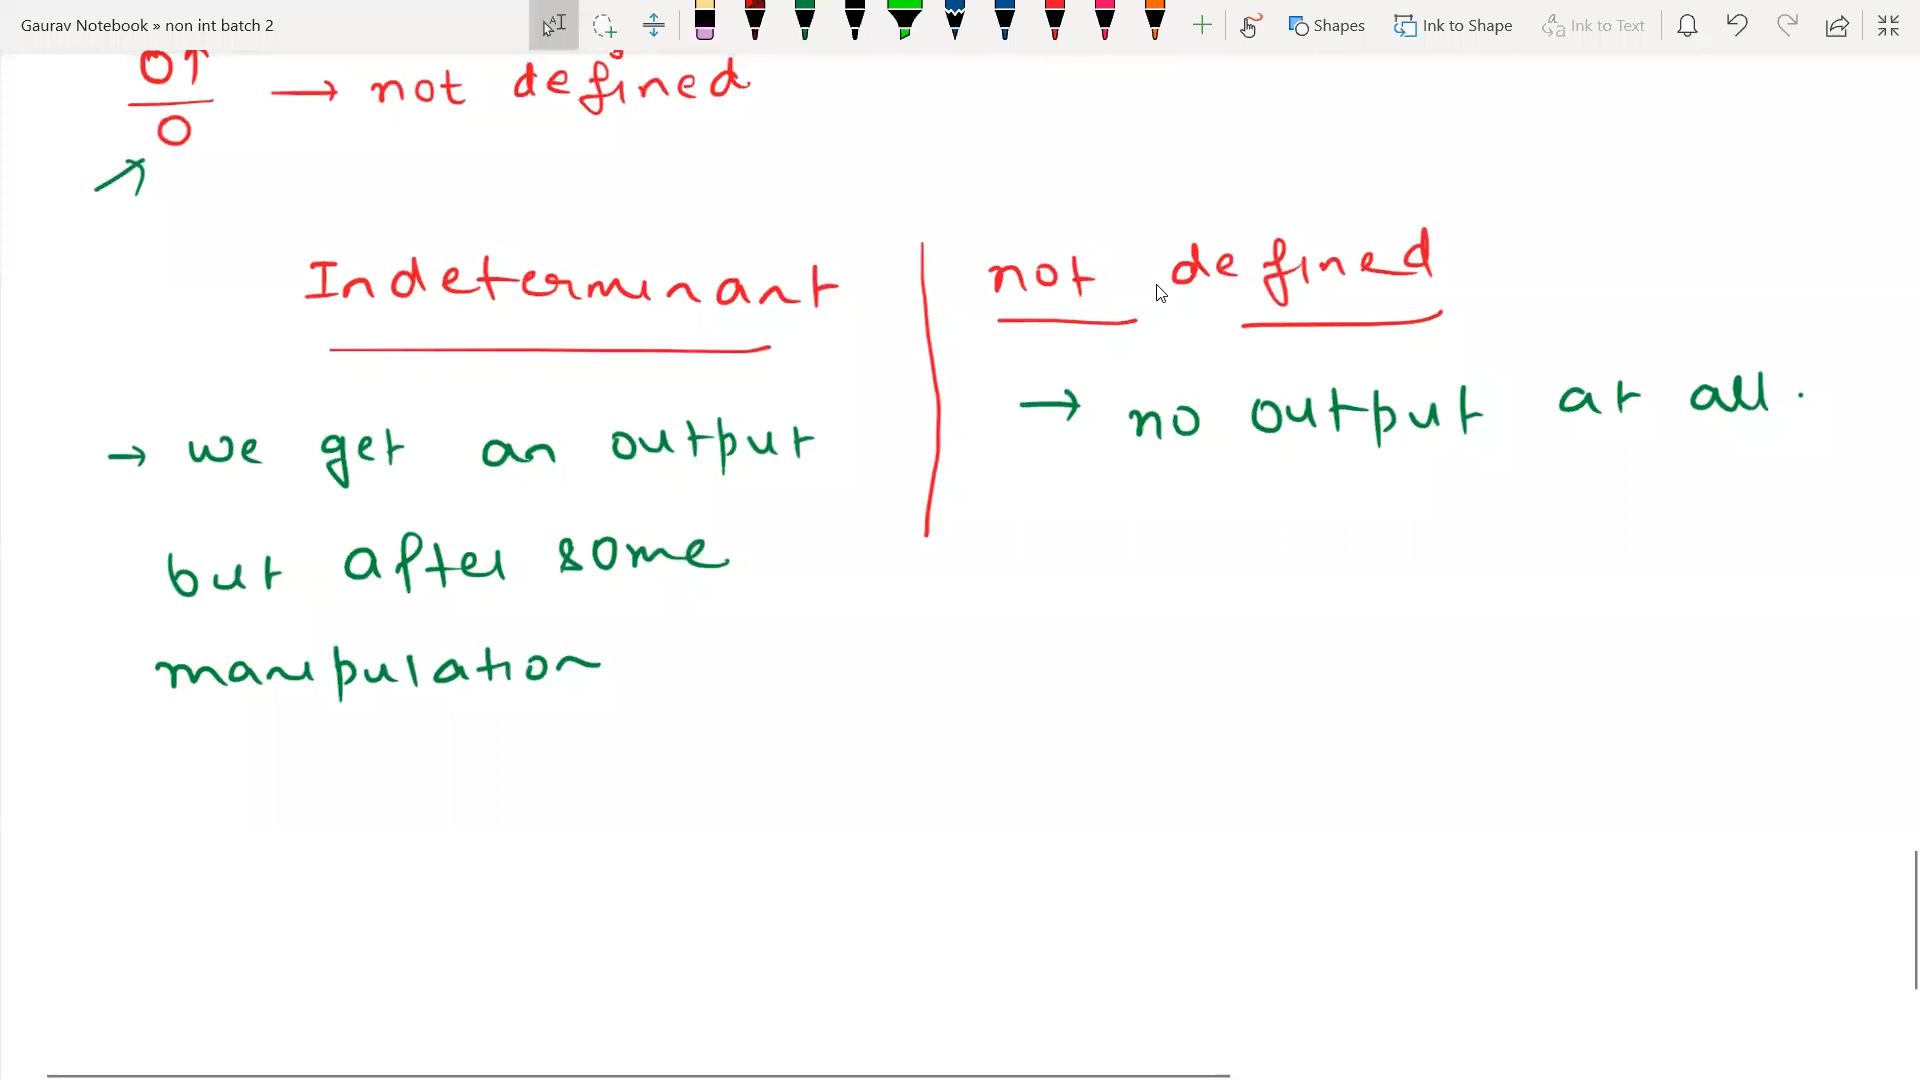 Gaurav Notebook » non int batch 2
Shapes
Ink to Shape
Ink to Text
0↑/0 → not defined
Indeterminant
not defined
→ we get an output
but after some
manipulation
→ no output at all.